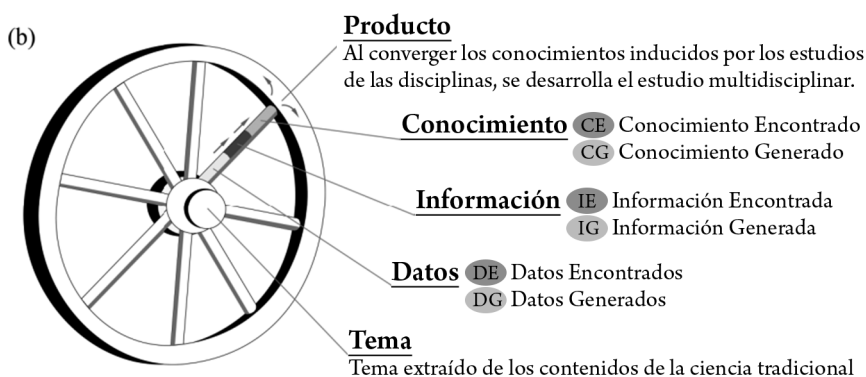 (b)
Producto
Al converger los conocimientos inducidos por los estudios
de las disciplinas, se desarrolla el estudio multidisciplinar.
Conocimiento CE Conocimiento Encontrado
CG Conocimiento Generado
Información IE Información Encontrada
IG Información Generada
Datos DE Datos Encontrados
DG Datos Generados
Tema
Tema extraído de los contenidos de la ciencia tradicional